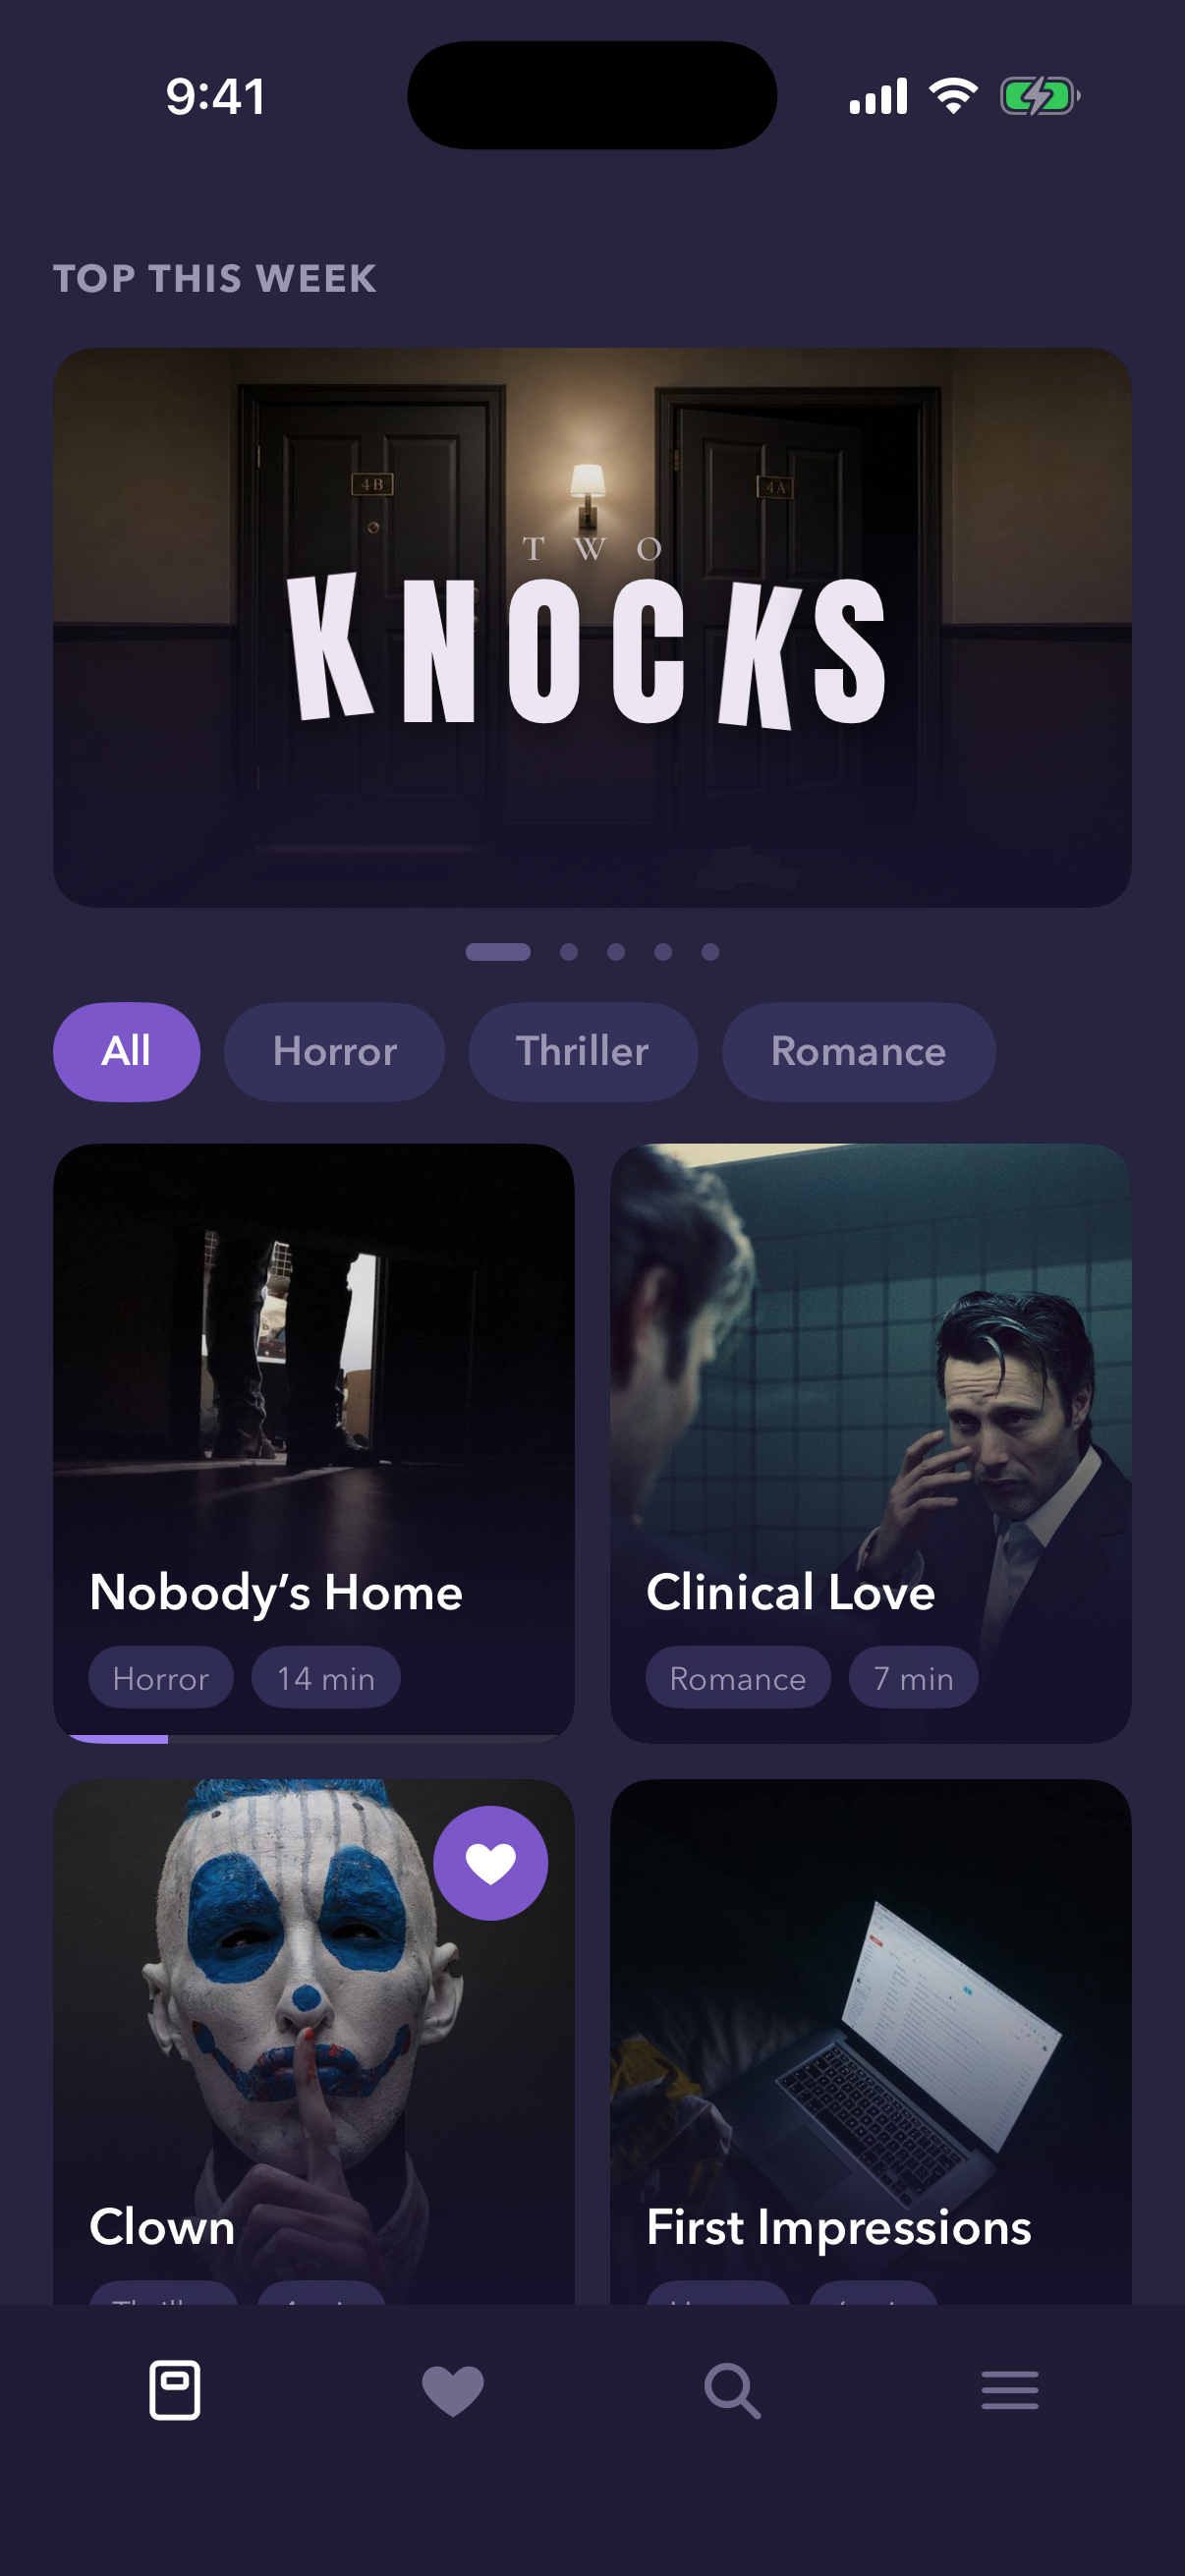 9:41
TOP THIS WEEK
4B
4A
TWO
KNOCKS
All Horror Thriller Romance
Nobody’s Home
Horror 14 min
Clinical Love
Romance 7 min
Clown
First Impressions